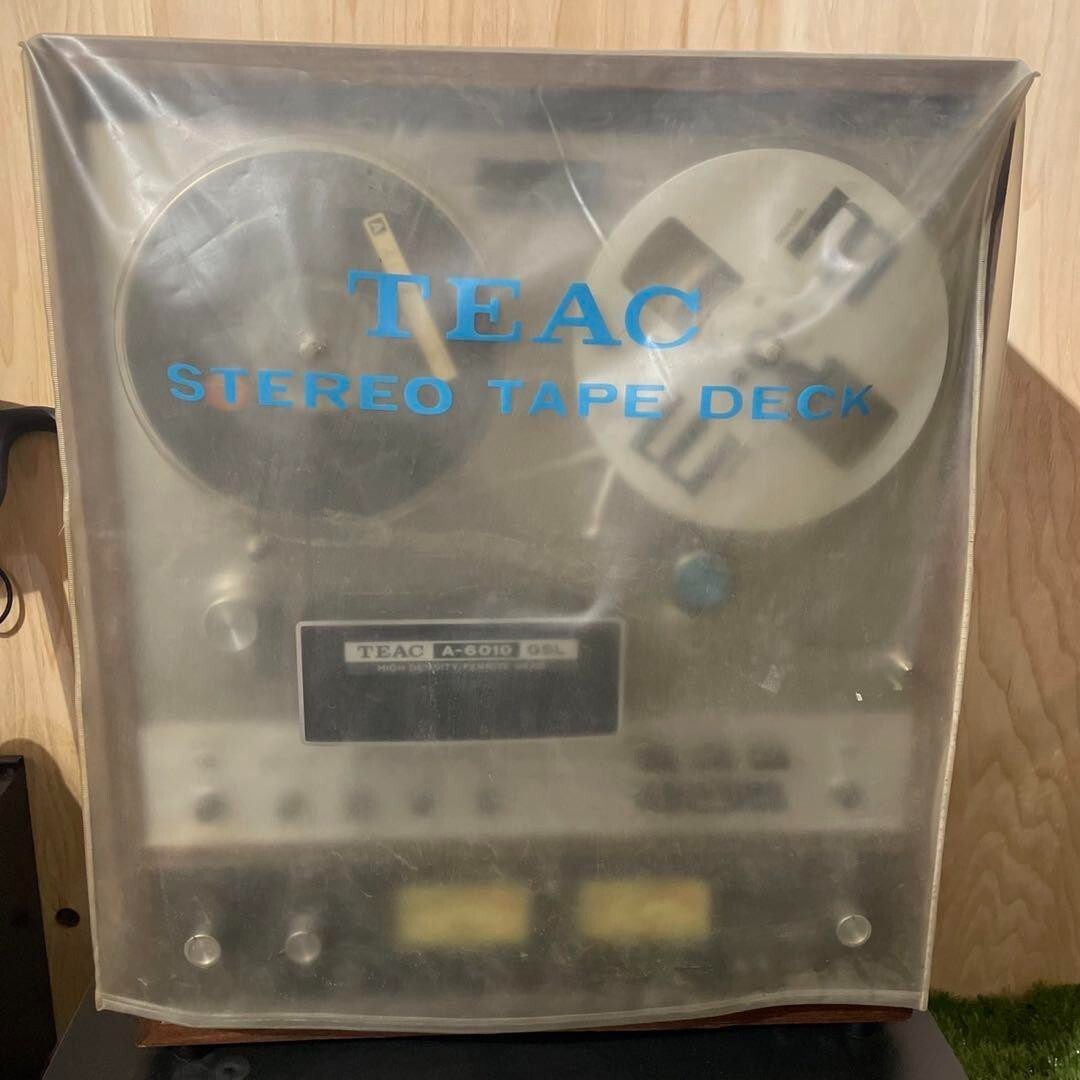 TEAC
STEREO TAPE DECK
TEAC A-6010 GSL
HIGH DENSITY FERRITE HEAD